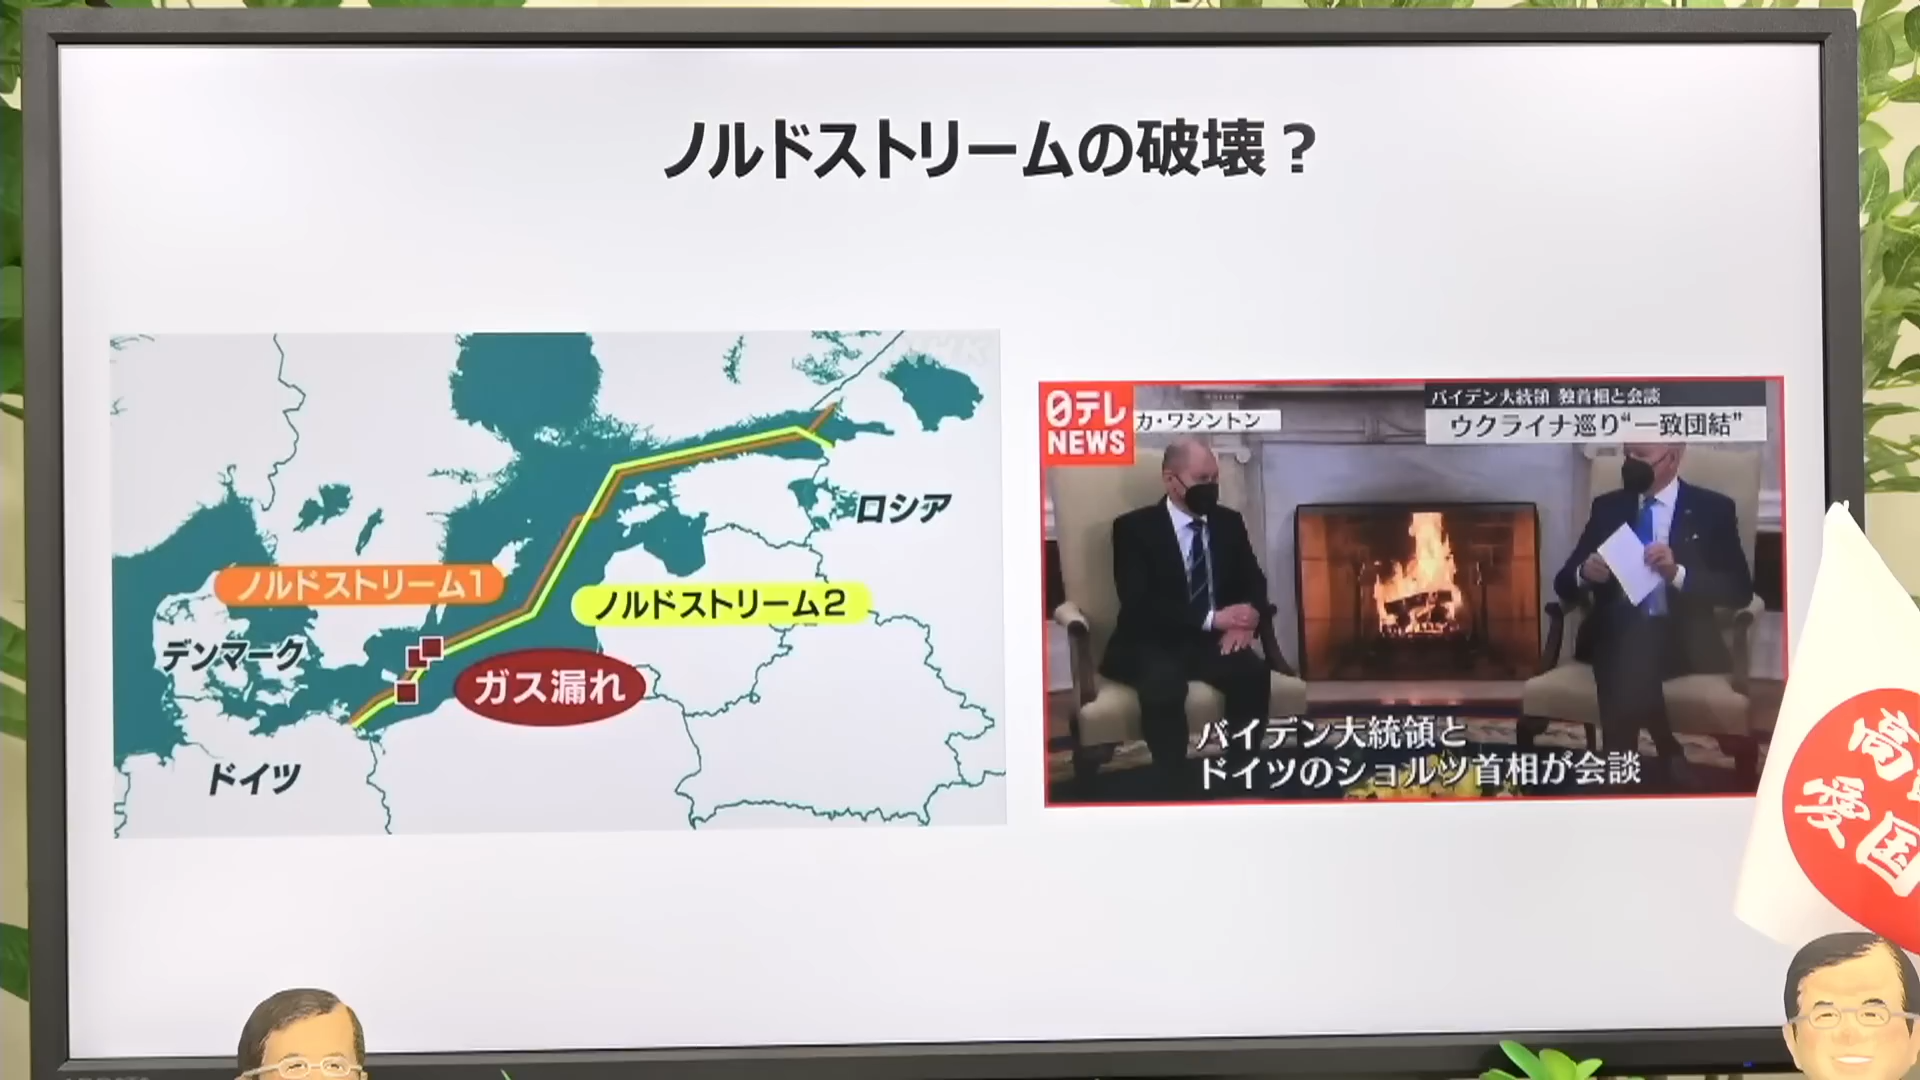 ノルドストリームの破壊？
NHK
ロシア
ノルドストリーム1
ノルドストリーム2
デンマーク
ガス漏れ
ドイツ
日テレ
NEWS
カ・ワシントン
バイデン大統領 独首相と会談
ウクライナ巡り“一致団結”
バイデン大統領と
ドイツのショルツ首相が会談
愛国